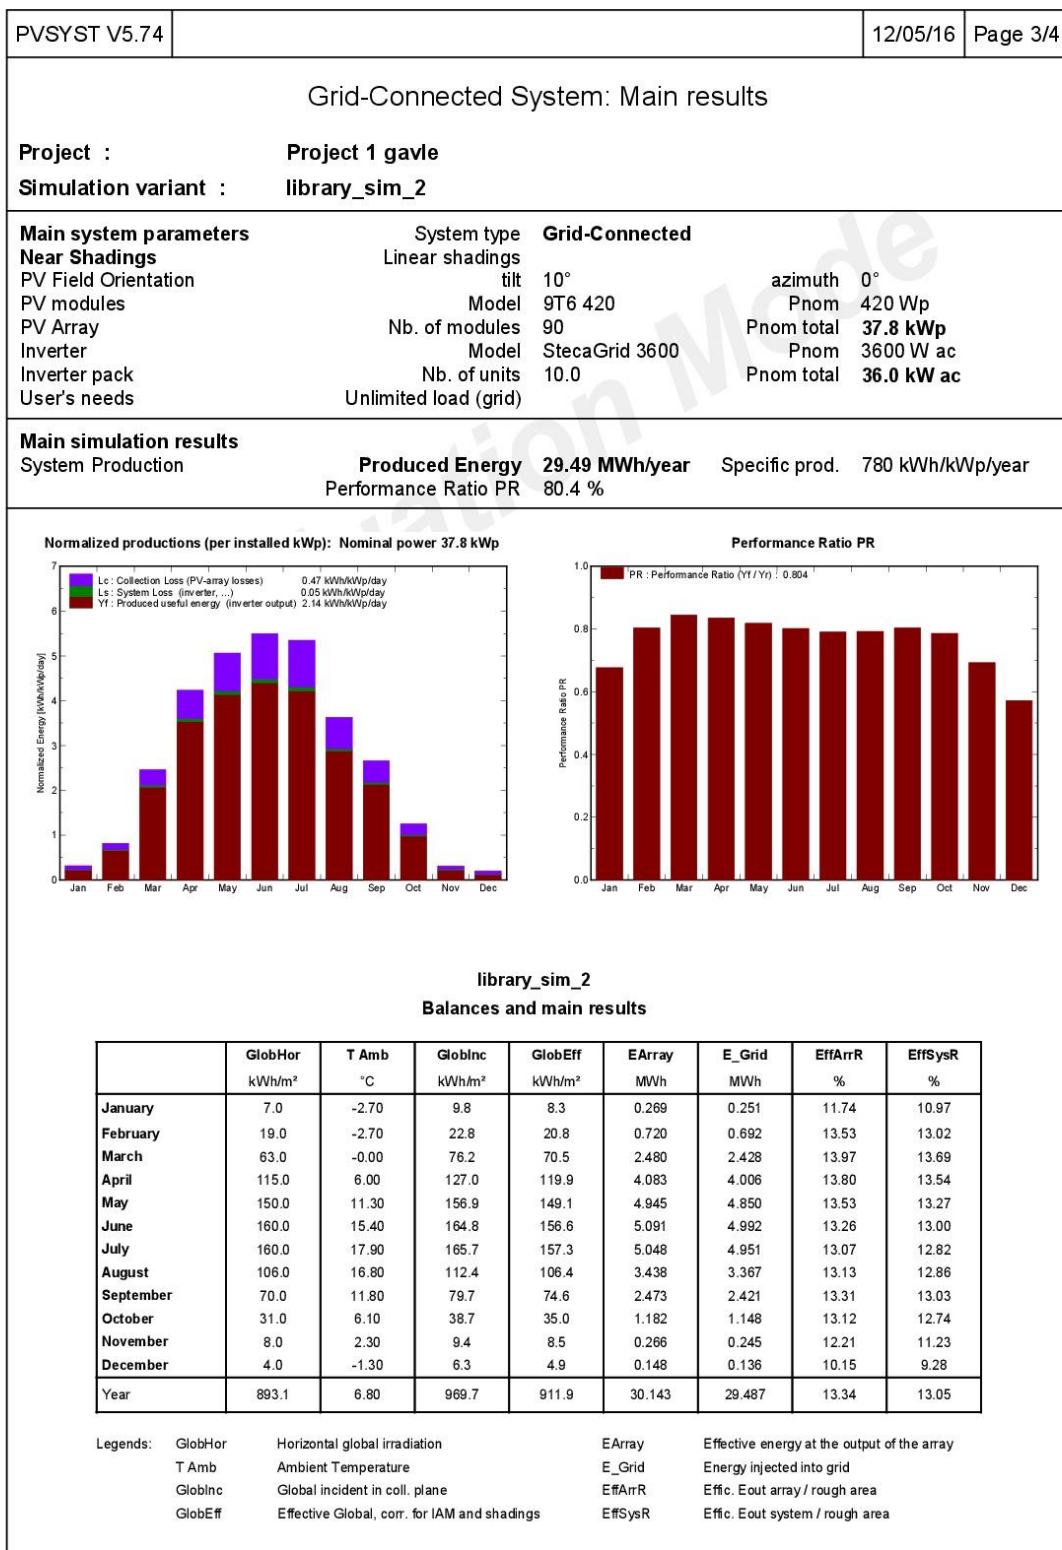 PVSYST V5.74 12/05/16 Page 3/4
Grid-Connected System: Main results
Project : Project 1 gavle
Simulation variant : library_sim_2
Main system parameters System type Grid-Connected
Near Shadings Linear shadings
PV Field Orientation tilt 10° azimuth 0°
PV modules Model 9T6 420 Pnom 420 Wp
PV Array Nb. of modules 90 Pnom total 37.8 kWp
Inverter Model StecaGrid 3600 Pnom 3600 W ac
Inverter pack Nb. of units 10.0 Pnom total 36.0 kW ac
User's needs Unlimited load (grid)
Main simulation results
System Production Produced Energy 29.49 MWh/year Specific prod. 780 kWh/kWp/year
Performance Ratio PR 80.4 %
Normalized productions (per installed kWp): Nominal power 37.8 kWp
Lc : Collection Loss (PV-array losses) 0.47 kWh/kWp/day
Ls : System Loss (inverter, ...) 0.05 kWh/kWp/day
Yf : Produced useful energy (inverter output) 2.14 kWh/kWp/day
Normalized Energy [kWh/kWp/day]
7
6
5
4
3
2
1
0
Jan Feb Mar Apr May Jun Jul Aug Sep Oct Nov Dec
Performance Ratio PR
PR : Performance Ratio (Yf / Yr) : 0.804
Performance Ratio PR
1.0
0.8
0.6
0.4
0.2
0.0
Jan Feb Mar Apr May Jun Jul Aug Sep Oct Nov Dec
library_sim_2
Balances and main results
GlobHor T Amb GlobInc GlobEff EArray E_Grid EffArrR EffSysR
kWh/m² °C kWh/m² kWh/m² MWh MWh % %
January 7.0 -2.70 9.8 8.3 0.269 0.251 11.74 10.97
February 19.0 -2.70 22.8 20.8 0.720 0.692 13.53 13.02
March 63.0 -0.00 76.2 70.5 2.480 2.428 13.97 13.69
April 115.0 6.00 127.0 119.9 4.083 4.006 13.80 13.54
May 150.0 11.30 156.9 149.1 4.945 4.850 13.53 13.27
June 160.0 15.40 164.8 156.6 5.091 4.992 13.26 13.00
July 160.0 17.90 165.7 157.3 5.048 4.951 13.07 12.82
August 106.0 16.80 112.4 106.4 3.438 3.367 13.13 12.86
September 70.0 11.80 79.7 74.6 2.473 2.421 13.31 13.03
October 31.0 6.10 38.7 35.0 1.182 1.148 13.12 12.74
November 8.0 2.30 9.4 8.5 0.266 0.245 12.21 11.23
December 4.0 -1.30 6.3 4.9 0.148 0.136 10.15 9.28
Year 893.1 6.80 969.7 911.9 30.143 29.487 13.34 13.05
Legends: GlobHor Horizontal global irradiation EArray Effective energy at the output of the array
T Amb Ambient Temperature E_Grid Energy injected into grid
GlobInc Global incident in coll. plane EffArrR Effic. Eout array / rough area
GlobEff Effective Global, corr. for IAM and shadings EffSysR Effic. Eout system / rough area